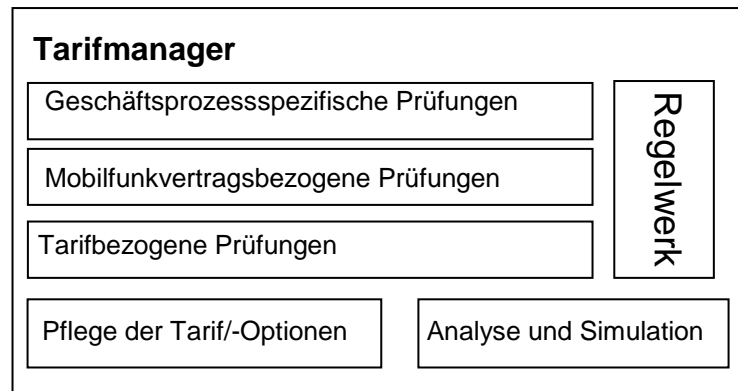 Tarifmanager
Geschäftsprozessspezifische Prüfungen
Mobilfunkvertragsbezogene Prüfungen
Tarifbezogene Prüfungen
Regelwerk
Pflege der Tarif/-Optionen
Analyse und Simulation